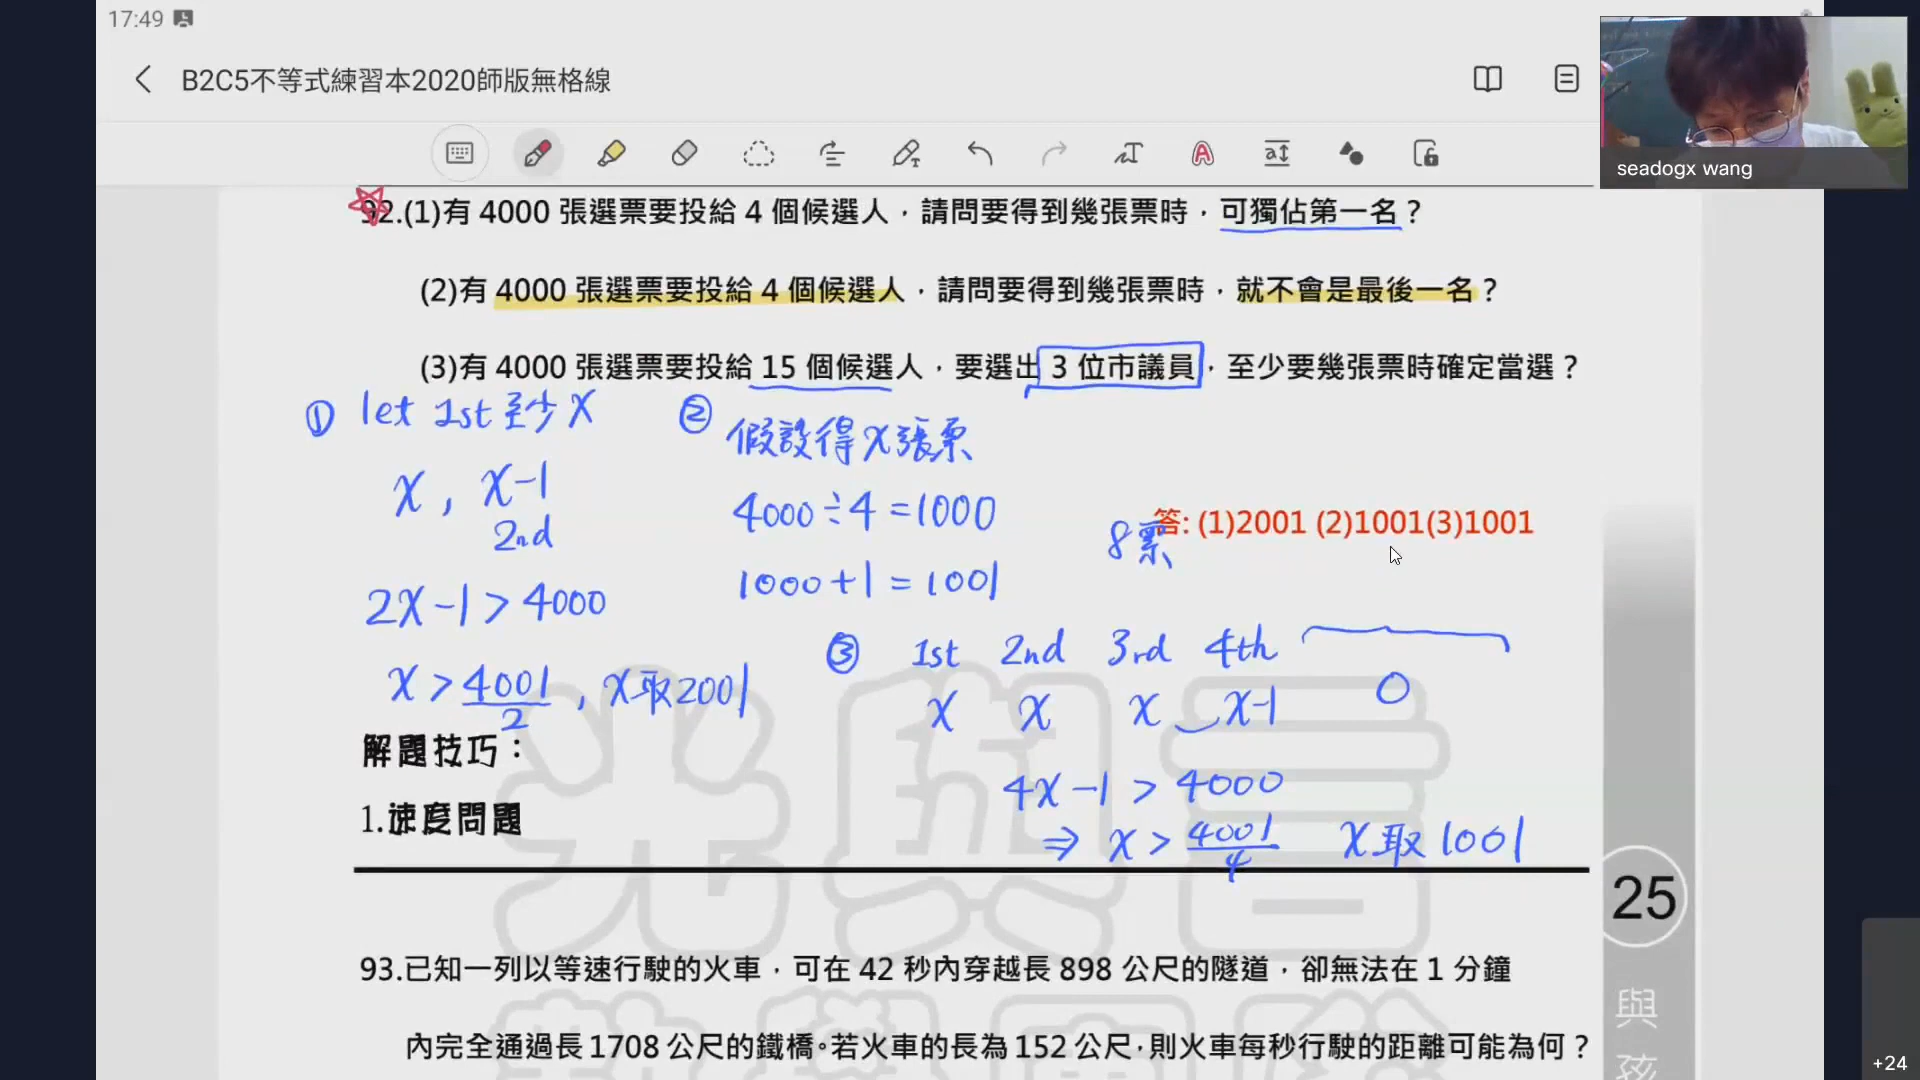 17:49
B2C5不等式練習本2020師版無格線
seadogx wang
92.(1)有 4000 張選票要投給 4 個候選人，請問要得到幾張票時，可獨佔第一名？
(2)有 4000 張選票要投給 4 個候選人，請問要得到幾張票時，就不會是最後一名？
(3)有 4000 張選票要投給 15 個候選人，要選出 3 位市議員，至少要幾張票時確定當選？
① let 1st 至少 X
x , x-1
2nd
2x-1 > 4000
x > 4001/2 , x取2001
② 假設得 x 張票
4000÷4=1000
1000+1=1001
8票
答: (1)2001 (2)1001(3)1001
③ 1st 2nd 3rd 4th
x x x x-1 0
4x-1 > 4000
⇒ x > 4001/4 x取1001
解題技巧：
1.速度問題
25
93.已知一列以等速行駛的火車，可在 42 秒內穿越長 898 公尺的隧道，卻無法在 1 分鐘
內完全通過長 1708 公尺的鐵橋。若火車的長為 152 公尺，則火車每秒行駛的距離可能為何？
與
孩
+24